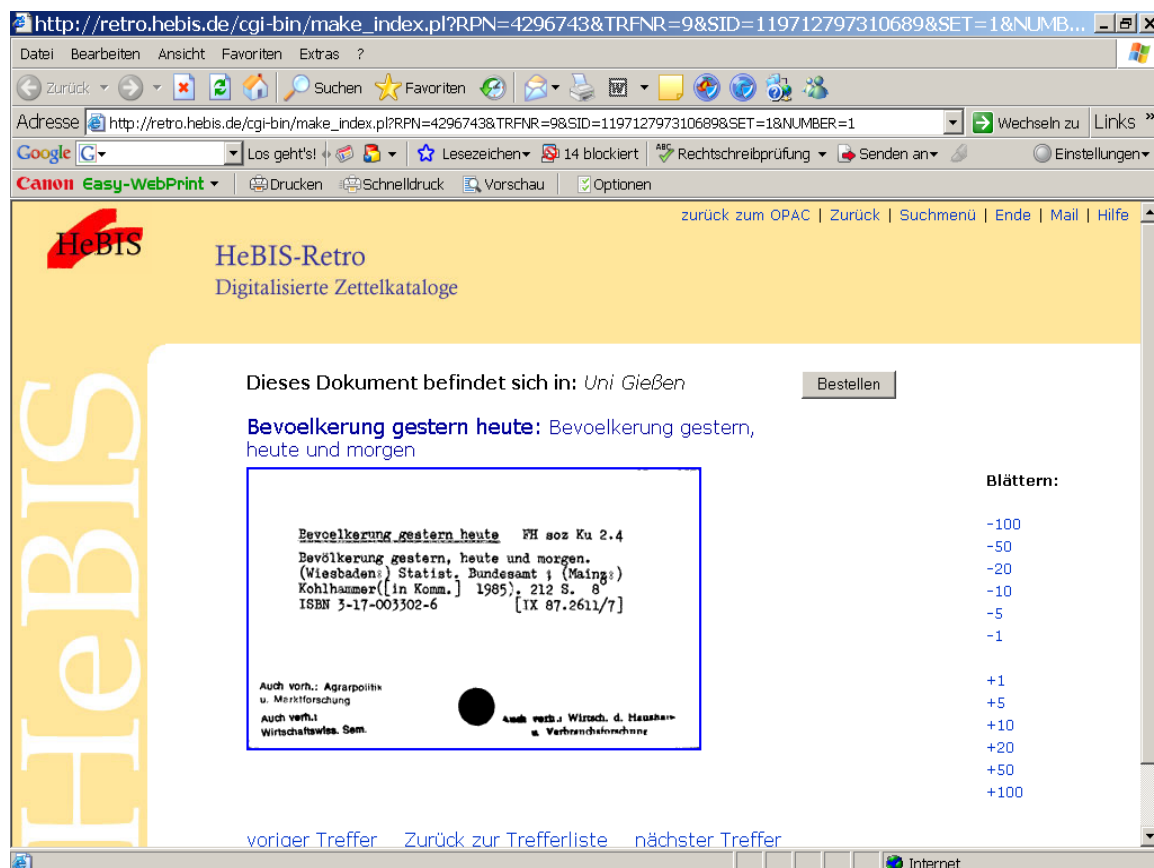 http://retro.hebis.de/cgi-bin/make_index.pl?RPN=4296743&TRFNR=9&SID=119712797310689&SET=1&NUMB...
Datei Bearbeiten Ansicht Favoriten Extras ?
Zurück Suchen Favoriten
Adresse http://retro.hebis.de/cgi-bin/make_index.pl?RPN=4296743&TRFNR=9&SID=119712797310689&SET=1&NUMBER=1 Wechseln zu Links »
Google G Los geht's! Lesezeichen 14 blockiert ABC Rechtschreibprüfung Senden an Einstellungen
Canon Easy-WebPrint Drucken Schnelldruck Vorschau Optionen
zurück zum OPAC | Zurück | Suchmenü | Ende | Mail | Hilfe
HeBIS
HeBIS-Retro
Digitalisierte Zettelkataloge
HeBIS
Dieses Dokument befindet sich in: Uni Gießen Bestellen
Bevoelkerung gestern heute: Bevoelkerung gestern,
heute und morgen
Bevoelkerung gestern heute FH soz Ku 2.4
Bevölkerung gestern, heute und morgen.
(Wiesbaden:) Statist. Bundesamt ; (Mainz:)
Kohlhammer([in Komm.] 1985). 212 S. 8°
ISBN 3-17-003302-6 [IX 87.2611/7]
Auch vorh.: Agrarpolitik
u. Marktforschung
Auch vorh.:
Wirtschaftswiss. Sem.
Auch vorh.: Wirtsch. d. Haushalt-
u. Verbrauchsforschung
Blättern:
-100
-50
-20
-10
-5
-1
+1
+5
+10
+20
+50
+100
voriger Treffer Zurück zur Trefferliste nächster Treffer
Internet